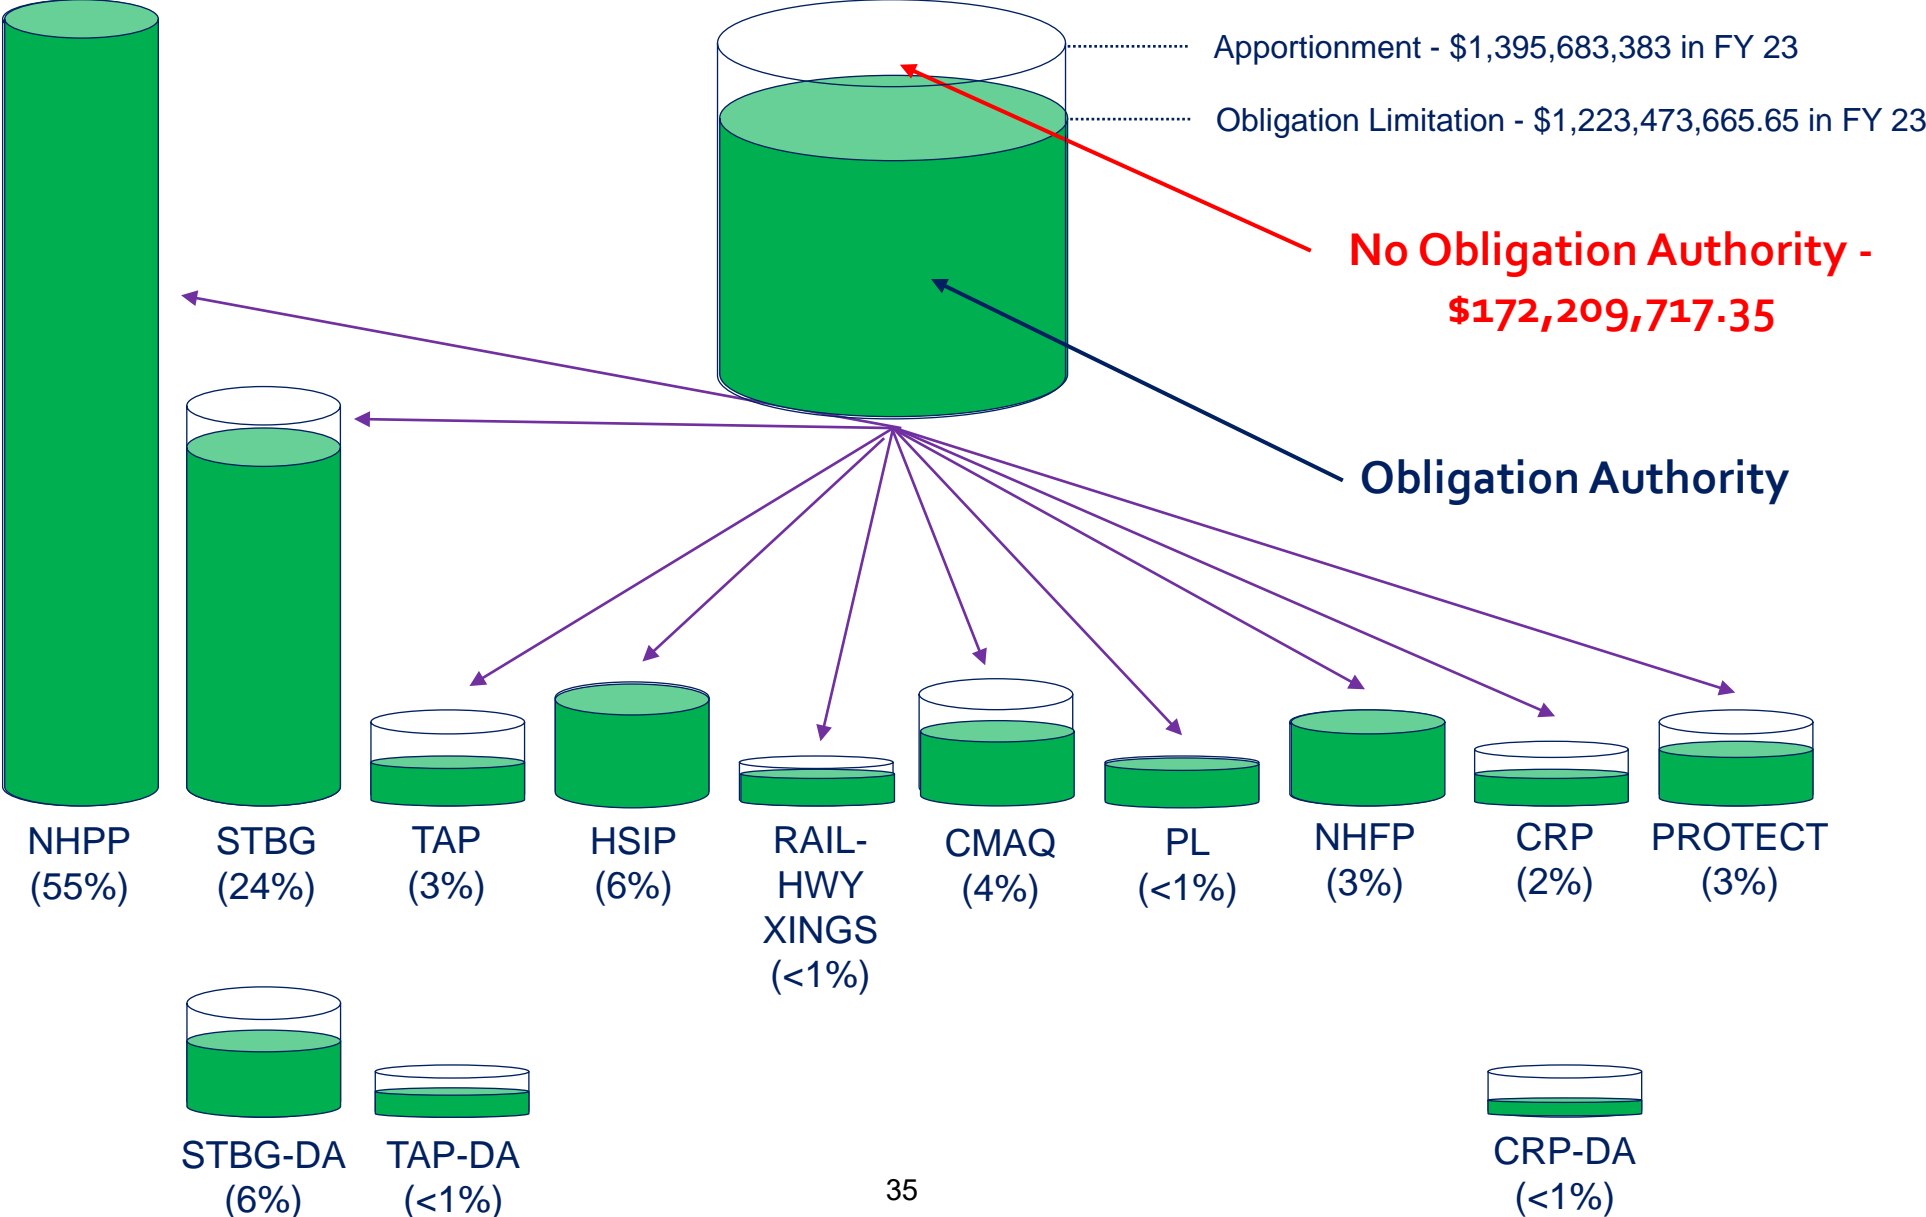 Apportionment - $1,395,683,383 in FY 23
Obligation Limitation - $1,223,473,665.65 in FY 23
No Obligation Authority -
$172,209,717.35
Obligation Authority
NHPP
(55%)
STBG
(24%)
TAP
(3%)
HSIP
(6%)
RAIL-
HWY
XINGS
(<1%)
CMAQ
(4%)
PL
(<1%)
NHFP
(3%)
CRP
(2%)
PROTECT
(3%)
STBG-DA
(6%)
TAP-DA
(<1%)
CRP-DA
(<1%)
35